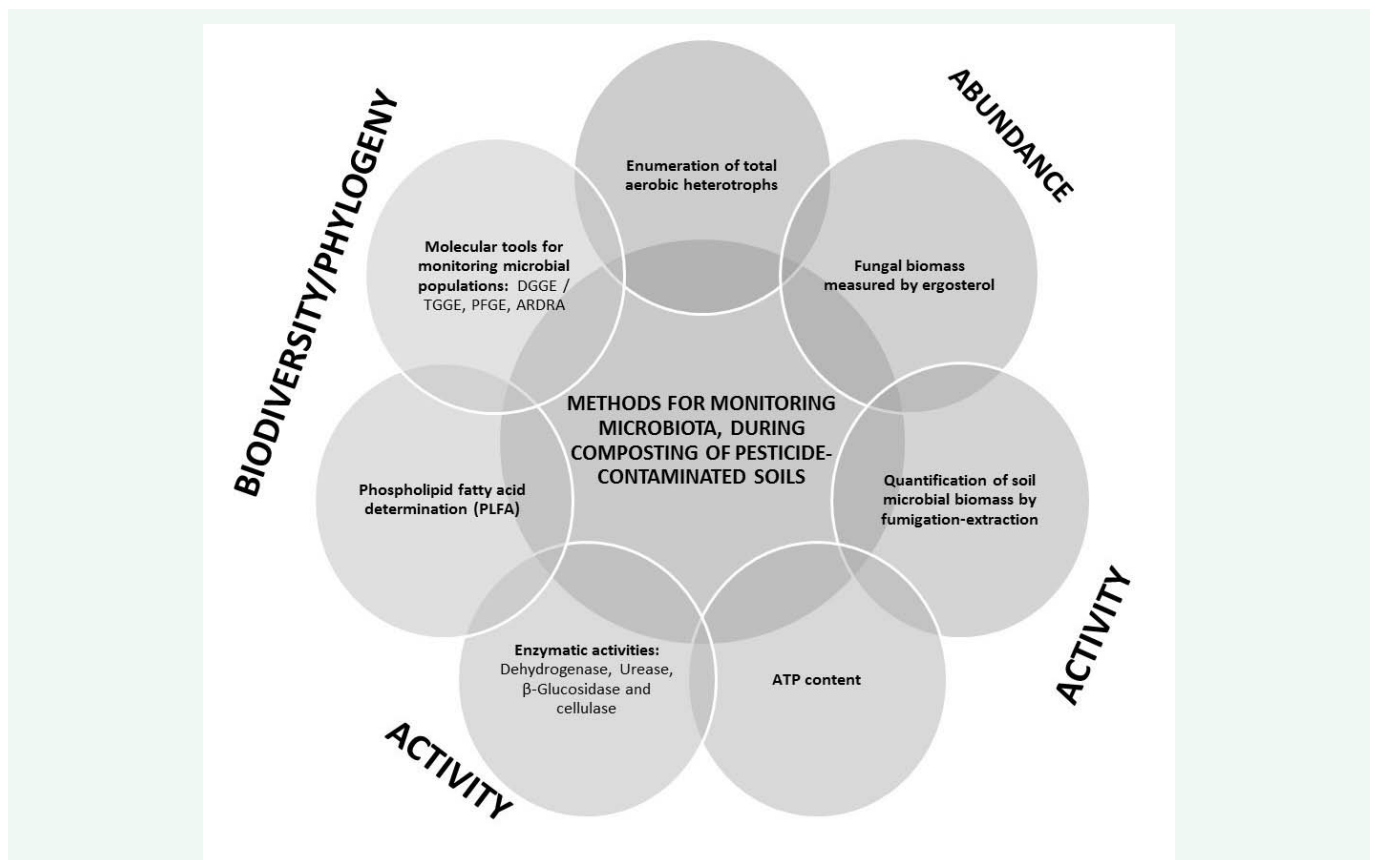 BIODIVERSITY/PHYLOGENY
ABUNDANCE
Enumeration of total
aerobic heterotrophs
Molecular tools for
monitoring microbial
populations: DGGE /
TGGE, PFGE, ARDRA
Fungal biomass
measured by ergosterol
METHODS FOR MONITORING
MICROBIOTA, DURING
COMPOSTING OF PESTICIDE-
CONTAMINATED SOILS
Phospholipid fatty acid
determination (PLFA)
Quantification of soil
microbial biomass by
fumigation-extraction
Enzymatic activities:
Dehydrogenase, Urease,
β-Glucosidase and
cellulase
ATP content
ACTIVITY
ACTIVITY